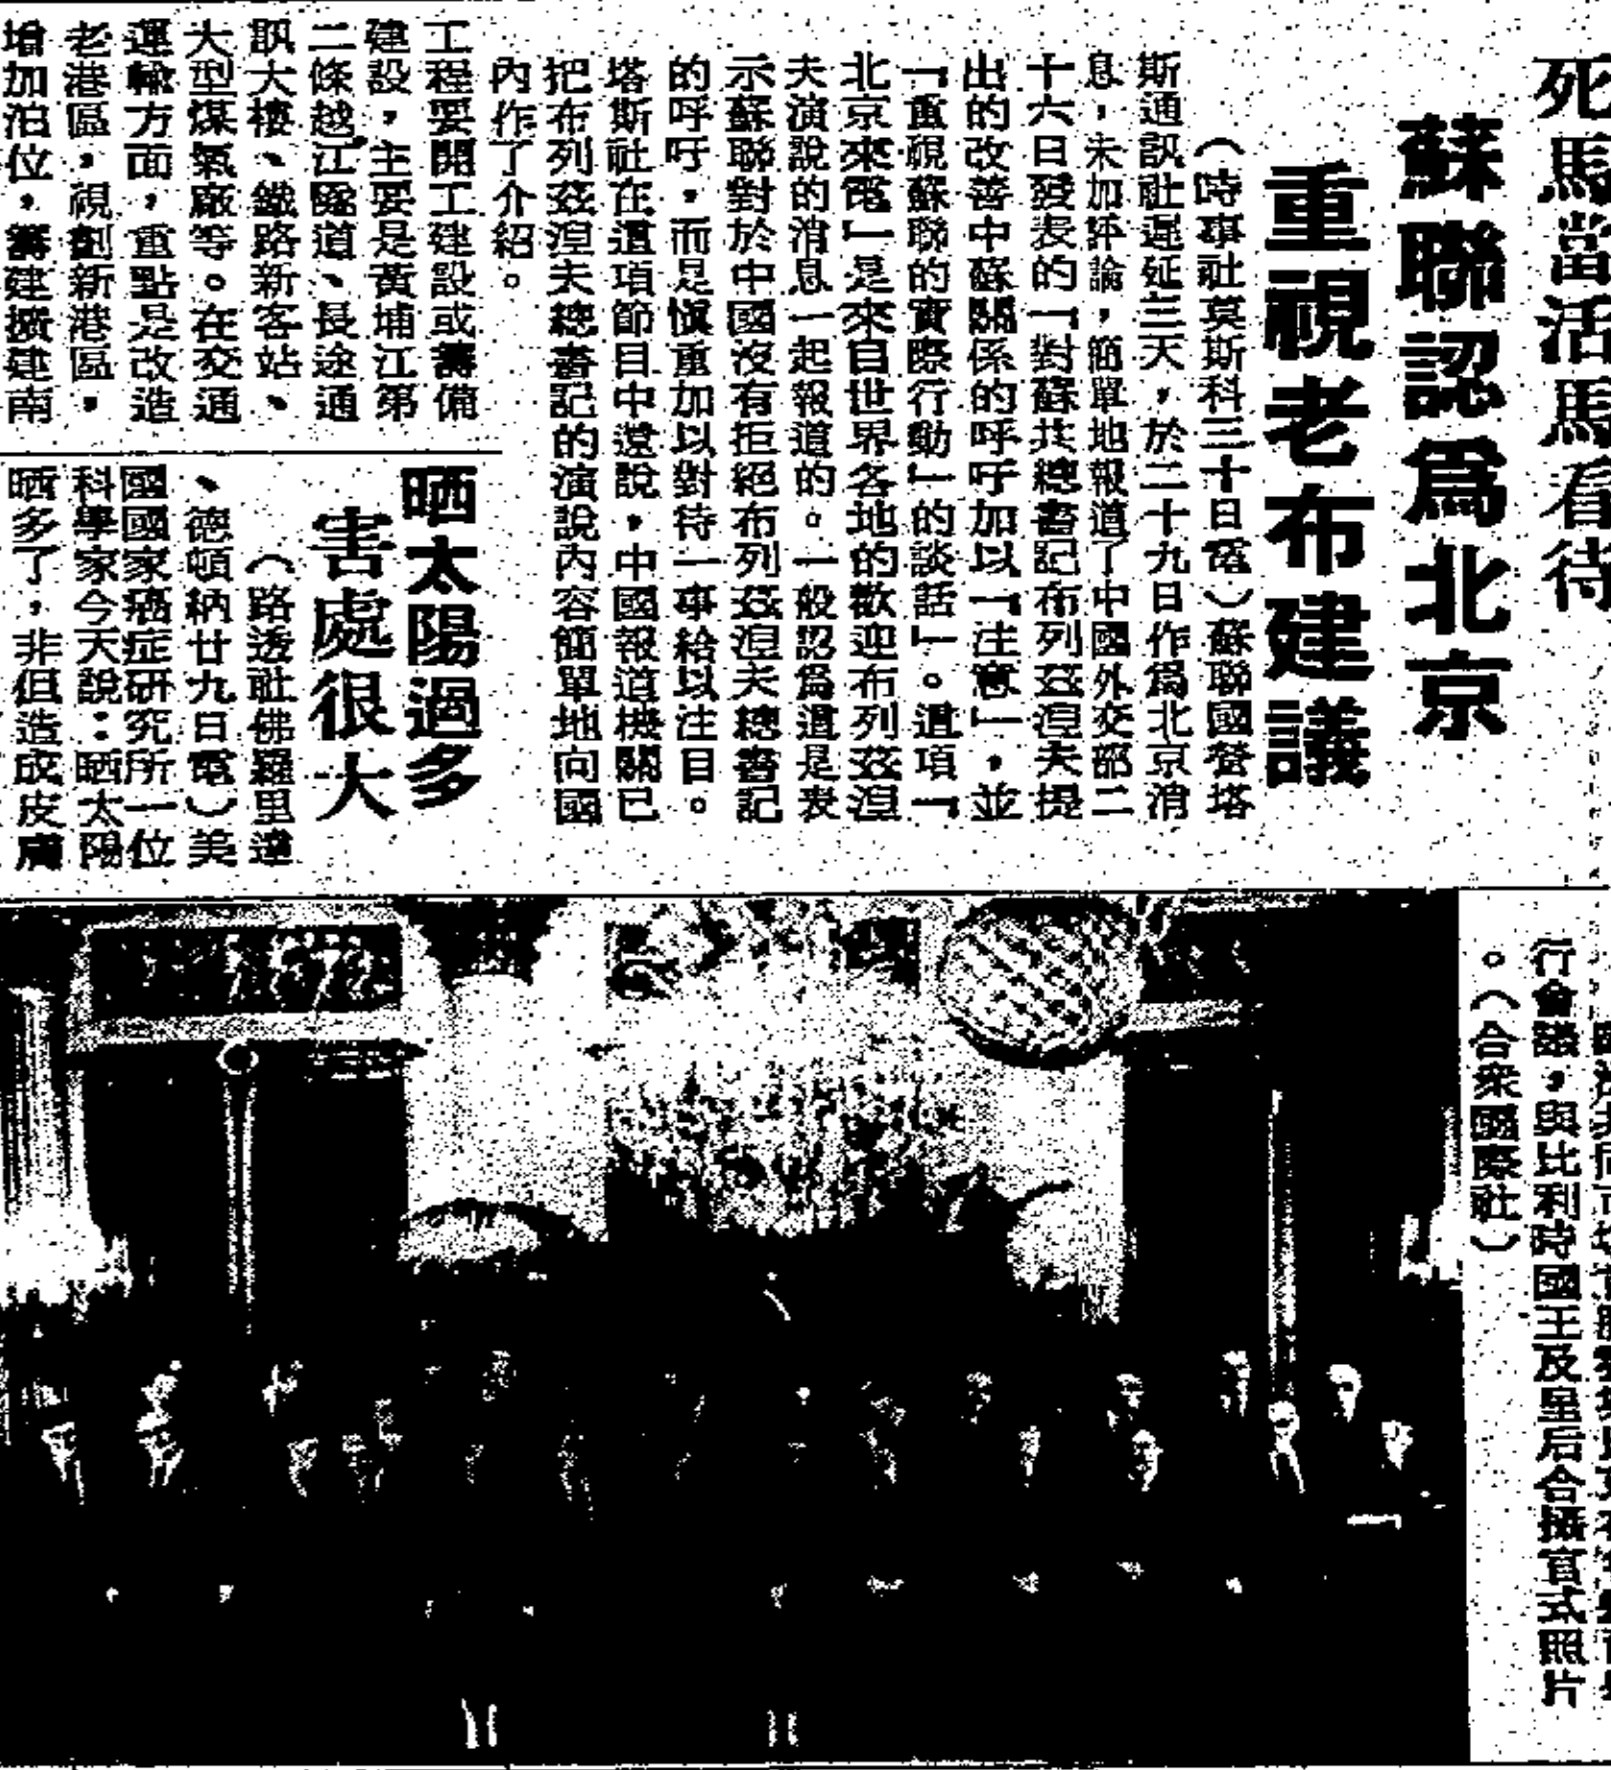 死馬當活馬看待
蘇聯認爲北京
重視老布建議
（時事社莫斯科三十日電）蘇聯國營塔
斯通訊社遲延三天，於二十九日作爲北京消
息，未加評論，簡單地報道了中國外交部二
十六日發表的「對蘇共總書記布列茲涅夫提
出的改善中蘇關係的呼吁加以「注意」，並
「重視蘇聯的實際行動」的談話」。這項「
北京來電」是來自世界各地的歡迎布列茲涅
夫演說的消息一起報道的。一般認爲這是表
示蘇聯對於中國沒有拒絕布列茲涅夫總書記
的呼吁，而是愼重加以對待一事給以注目。
塔斯社在這項節目中還說，中國報道機關已
把布列茲涅夫總書記的演說內容簡單地向國
內作了介紹。
工程要開工建設或籌備
建設，主要是黃埔江第
二條越江隧道、長途通
訊大樓、鐵路新客站、
大型煤氣廠等。在交通
運輸方面，重點是改造
老港區，視劃新港區，
增加泊位，籌建擴建南
晒太陽過多
害處很大
（路透社佛羅里達
、德頓納廿九日電）美
國國家癌症研究所一位
科學家今天說：晒太陽
晒多了，非但造成皮膚
行會議，與比利時國王及皇后合攝官式照片
。（合衆國際社）